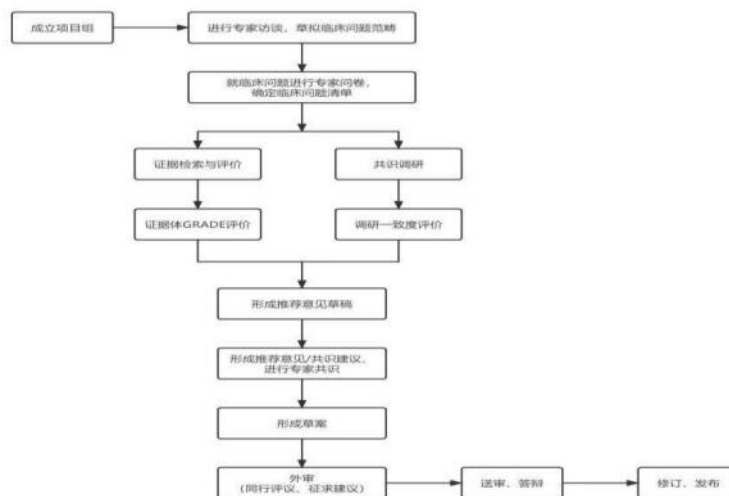 成立项目组
进行专家访谈，草拟临床问题范畴
就临床问题进行专家问卷，
确定临床问题清单
证据检索与评价
共识调研
证据体GRADE评价
调研一致度评价
形成推荐意见草稿
形成推荐意见/共识建议，
进行专家共识
形成草案
外审
（同行评议、征求建议）
送审、答辩
修订、发布